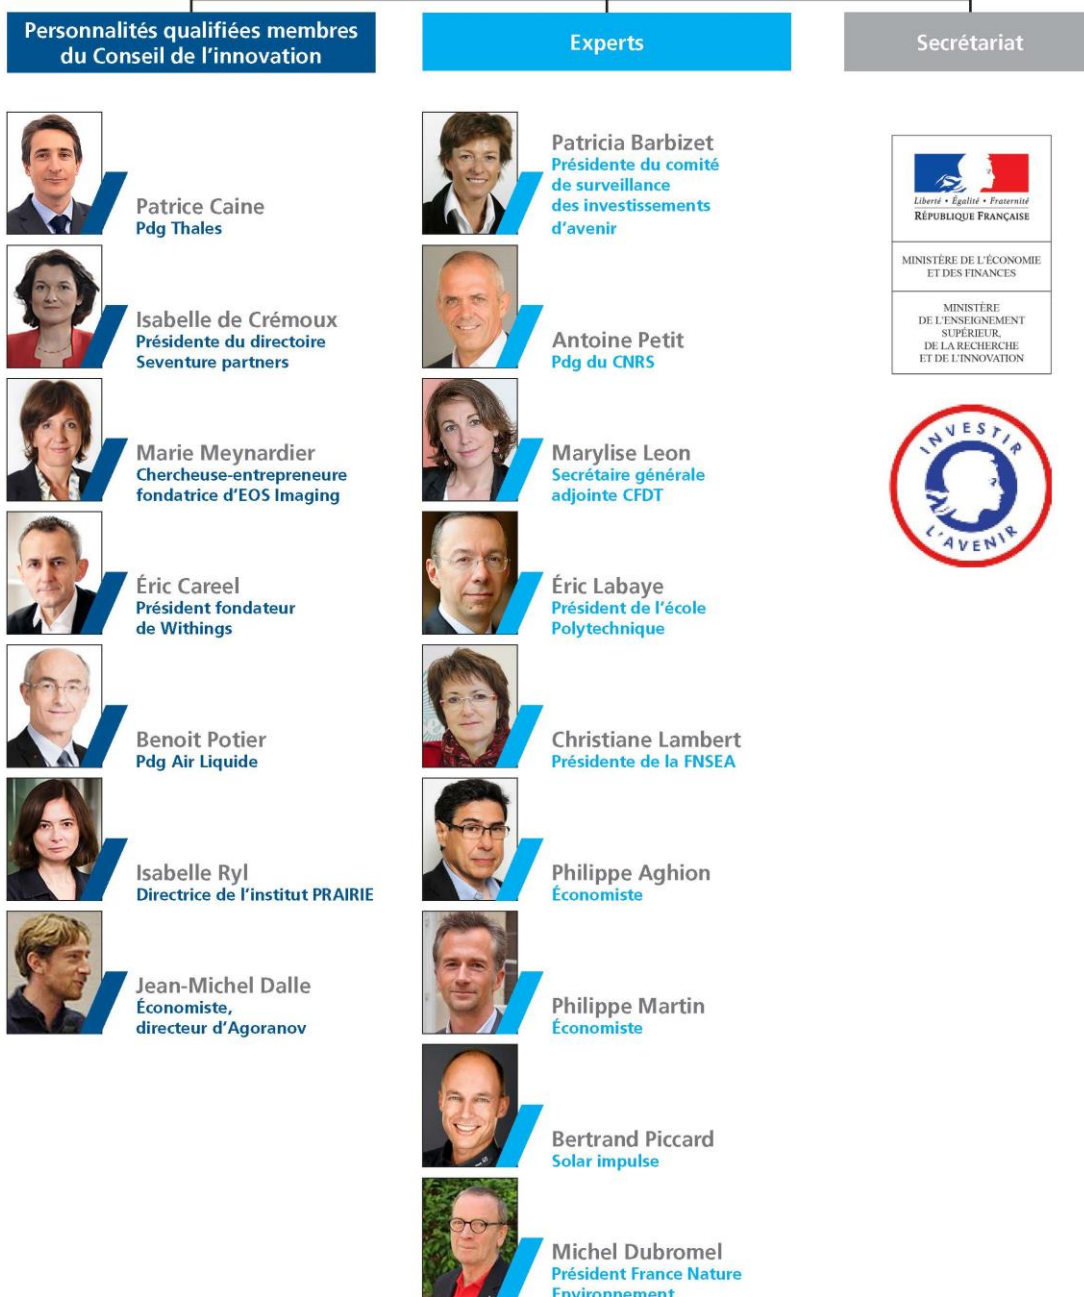 Personnalités qualifiées membres
du Conseil de l’innovation
Patrice Caine
Pdg Thales
Isabelle de Crémoux
Présidente du directoire
Seventure partners
Marie Meynardier
Chercheuse-entrepreneure
fondatrice d’EOS Imaging
Éric Careel
Président fondateur
de Withings
Benoit Potier
Pdg Air Liquide
Isabelle Ryl
Directrice de l’institut PRAIRIE
Jean-Michel Dalle
Économiste,
directeur d’Agoranov
Experts
Patricia Barbizet
Présidente du comité
de surveillance
des investissements
d’avenir
Antoine Petit
Pdg du CNRS
Marylise Leon
Secrétaire générale
adjointe CFDT
Éric Labaye
Président de l’école
Polytechnique
Christiane Lambert
Présidente de la FNSEA
Philippe Aghion
Économiste
Philippe Martin
Économiste
Bertrand Piccard
Solar impulse
Michel Dubromel
Président France Nature
Environnement
Secrétariat
Liberté • Égalité • Fraternité
RÉPUBLIQUE FRANÇAISE
MINISTÈRE DE L’ÉCONOMIE
ET DES FINANCES
MINISTÈRE
DE L’ENSEIGNEMENT
SUPÉRIEUR,
DE LA RECHERCHE
ET DE L’INNOVATION
INVESTIR
L’AVENIR